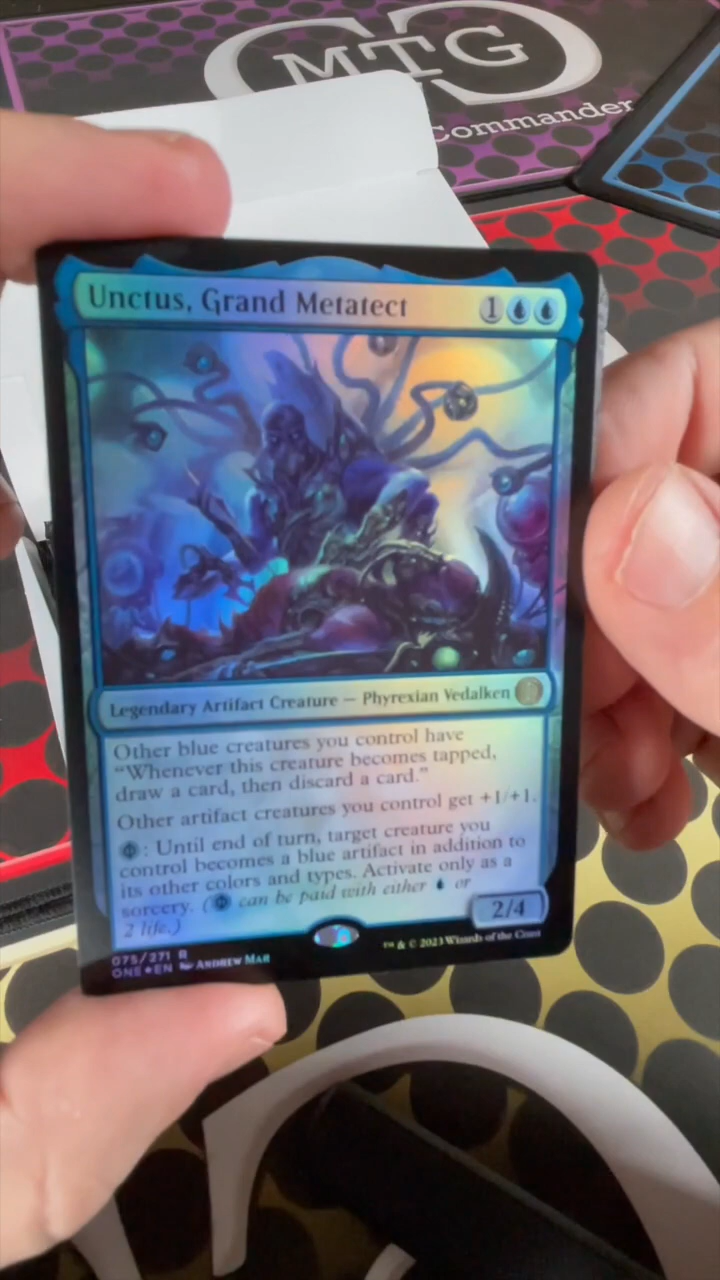 MTG
Commander
Unctus, Grand Metatect 1
Legendary Artifact Creature — Phyrexian Vedalken
Other blue creatures you control have
"Whenever this creature becomes tapped,
draw a card, then discard a card."
Other artifact creatures you control get +1/+1.
: Until end of turn, target creature you
control becomes a blue artifact in addition to
its other colors and types. Activate only as a
sorcery. ( can be paid with either or
2 life.)
2/4
075/271 R
ONE★EN Andrew Mar
™ & © 2023 Wizards of the Coast